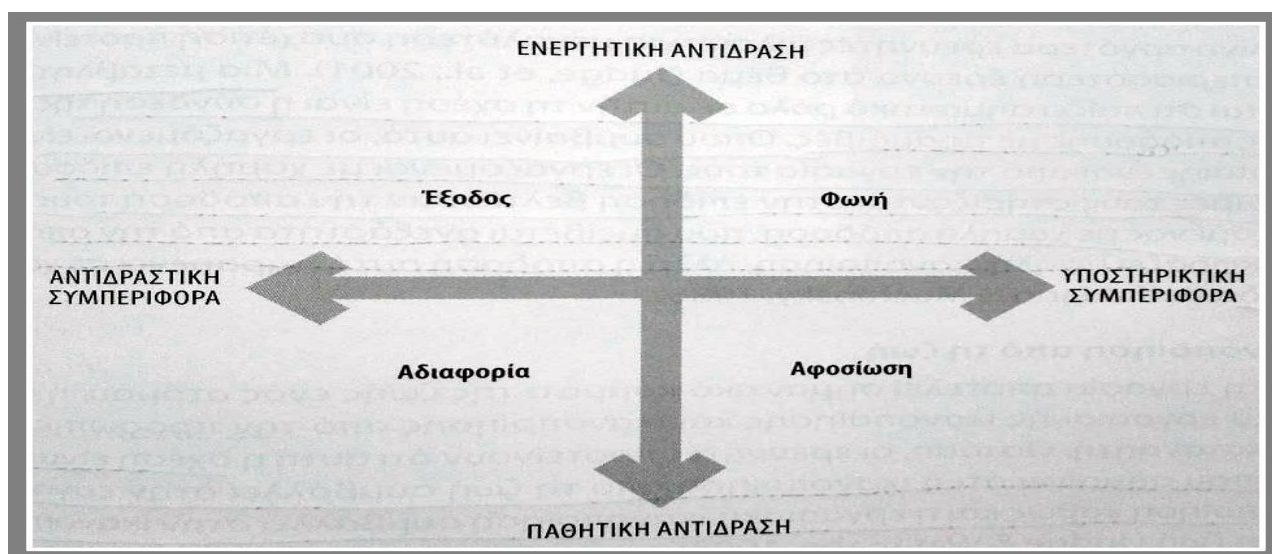 ΕΝΕΡΓΗΤΙΚΗ ΑΝΤΙΔΡΑΣΗ
Έξοδος
Φωνή
ΑΝΤΙΔΡΑΣΤΙΚΗ
ΣΥΜΠΕΡΙΦΟΡΑ
ΥΠΟΣΤΗΡΙΚΤΙΚΗ
ΣΥΜΠΕΡΙΦΟΡΑ
Αδιαφορία
Αφοσίωση
ΠΑΘΗΤΙΚΗ ΑΝΤΙΔΡΑΣΗ